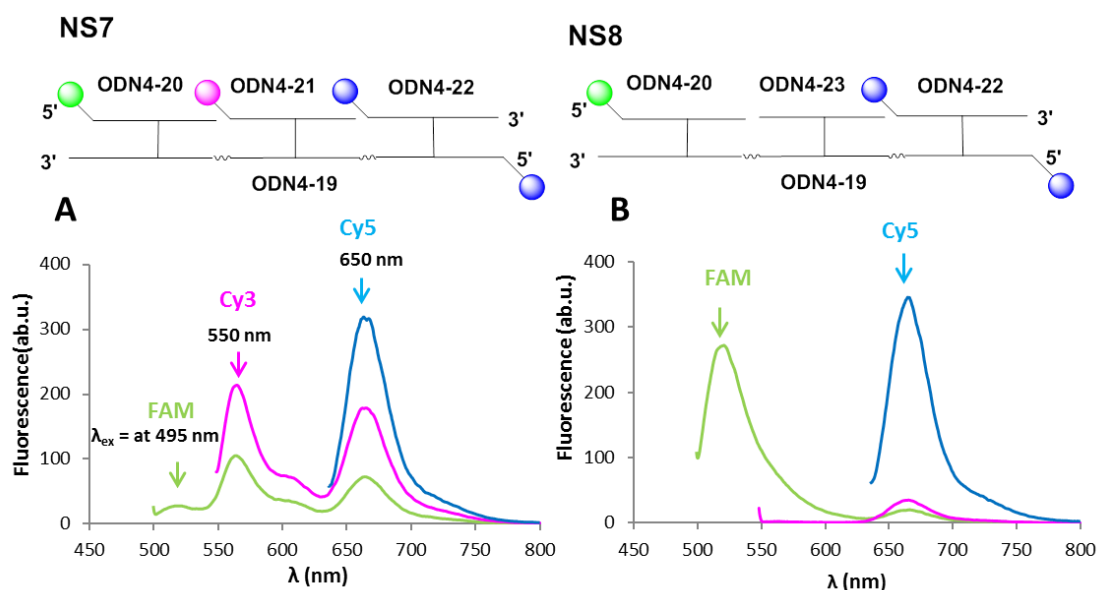 NS7
ODN4-20 ODN4-21 ODN4-22
5' 3'
3' 5'
ODN4-19
NS8
ODN4-20 ODN4-23 ODN4-22
5' 3'
3' 5'
ODN4-19
A
Cy5
650 nm
Cy3
550 nm
FAM
λex = at 495 nm
Fluorescence(ab.u.)
400
300
200
100
0
450 500 550 600 650 700 750 800
λ (nm)
B
Cy5
FAM
Fluorescence (ab.u.)
400
300
200
100
0
450 500 550 600 650 700 750 800
λ (nm)